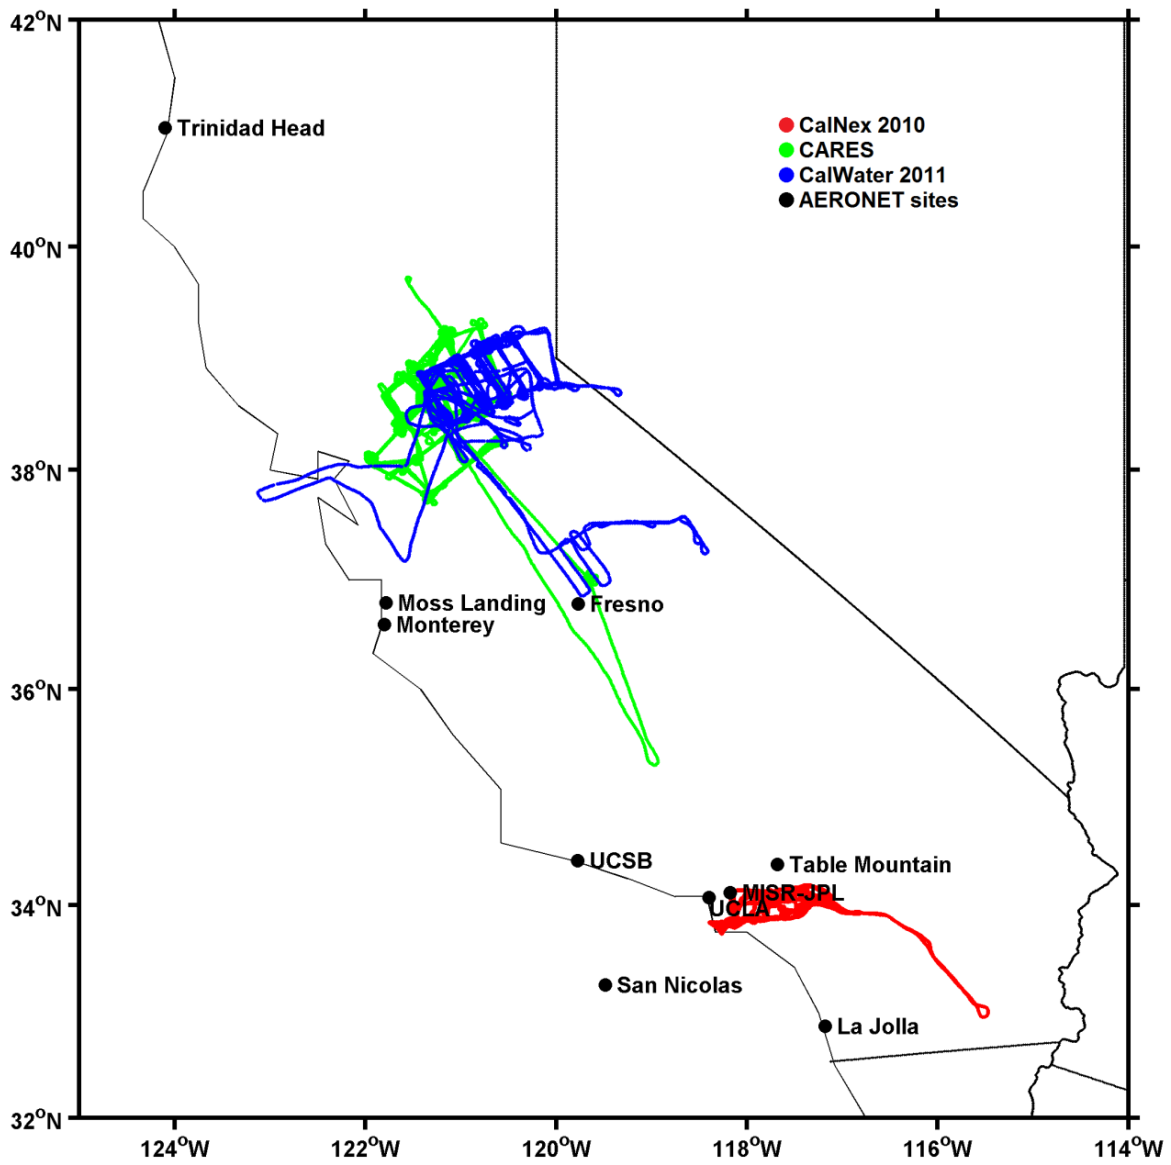 42°N
Trinidad Head
CalNex 2010
CARES
CalWater 2011
AERONET sites
40°N
38°N
Moss Landing
Fresno
Monterey
36°N
UCSB
Table Mountain
MISR-JPL
UCLA
34°N
San Nicolas
La Jolla
32°N
124°W 122°W 120°W 118°W 116°W 114°W